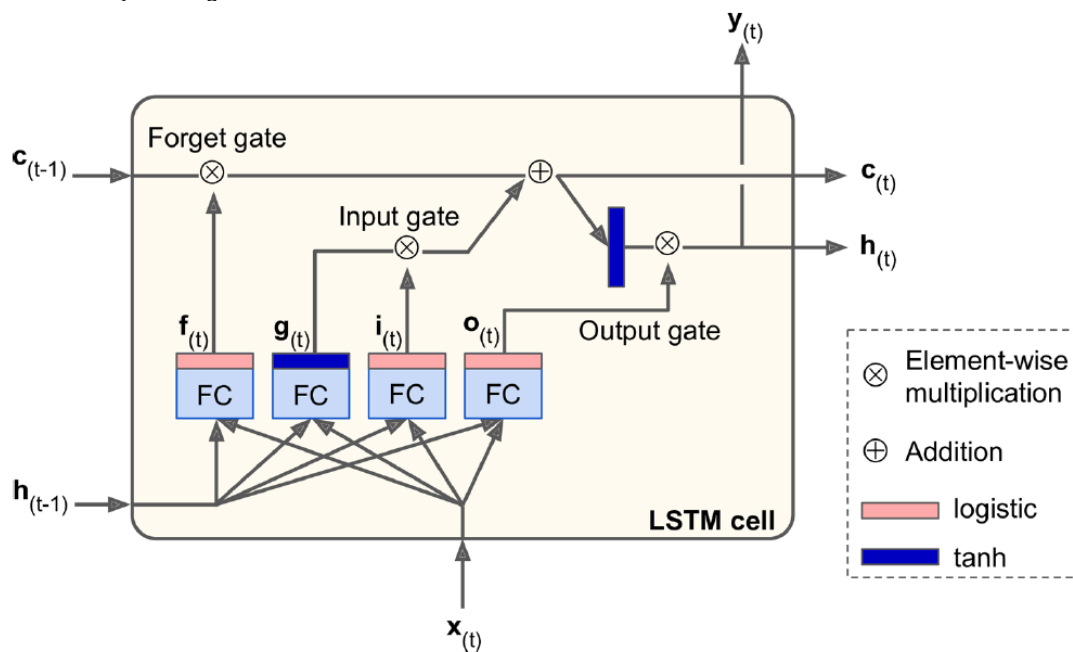 y(t)
Forget gate
c(t-1)
c(t)
Input gate
h(t)
f(t)
g(t)
i(t)
o(t)
Output gate
FC
FC
FC
FC
Element-wise
multiplication
Addition
h(t-1)
LSTM cell
logistic
tanh
x(t)